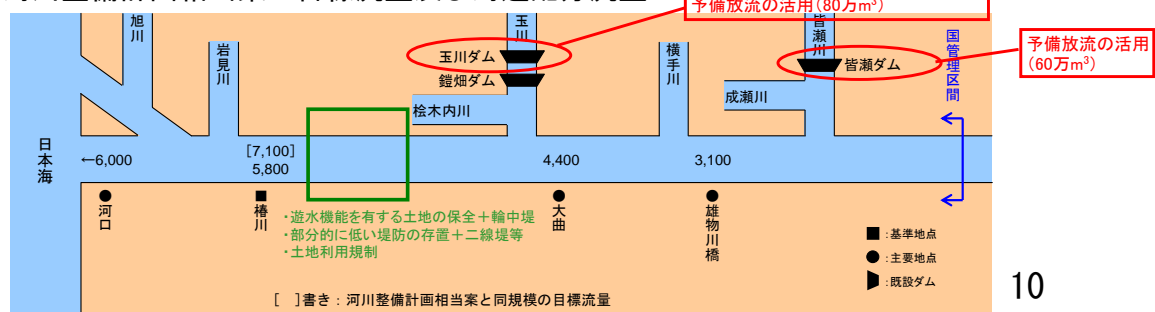 予備放流の活用(80万m³)
旭川
岩見川
玉川
玉川ダム
鎧畑ダム
桧木内川
横手川
皆瀬川
皆瀬ダム
成瀬川
国管理区間
予備放流の活用
(60万m³)
日本海
←6,000
[7,100]
5,800
4,400
3,100
河口
椿川
大曲
雄物川橋
・遊水機能を有する土地の保全＋輪中堤
・部分的に低い堤防の存置＋二線堤等
・土地利用規制
■ :基準地点
● :主要地点
:既設ダム
[　]書き：河川整備計画相当案と同規模の目標流量
10